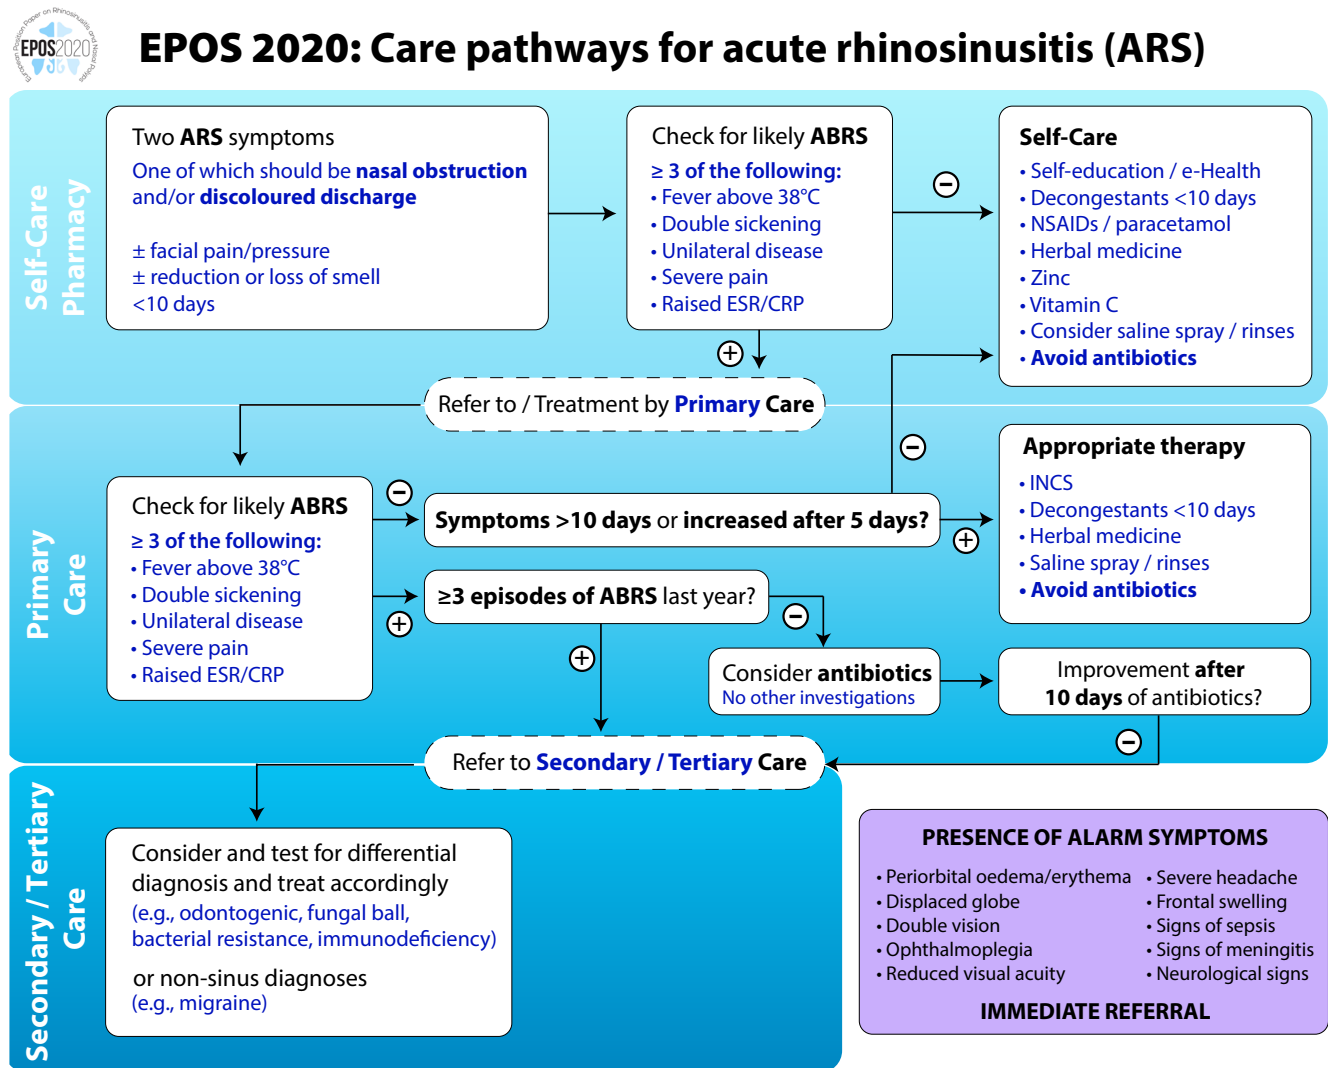 European Position Paper on Rhinosinusitis and Nasal Polyps
EPOS2020
EPOS 2020: Care pathways for acute rhinosinusitis (ARS)
Self-Care
Pharmacy
Two ARS symptoms
One of which should be nasal obstruction
and/or discoloured discharge
± facial pain/pressure
± reduction or loss of smell
<10 days
Check for likely ABRS
≥ 3 of the following:
• Fever above 38°C
• Double sickening
• Unilateral disease
• Severe pain
• Raised ESR/CRP
−
+
Self-Care
• Self-education / e-Health
• Decongestants <10 days
• NSAIDs / paracetamol
• Herbal medicine
• Zinc
• Vitamin C
• Consider saline spray / rinses
• Avoid antibiotics
Refer to / Treatment by Primary Care
Primary
Care
Check for likely ABRS
≥ 3 of the following:
• Fever above 38°C
• Double sickening
• Unilateral disease
• Severe pain
• Raised ESR/CRP
−
+
Symptoms >10 days or increased after 5 days?
−
+
Appropriate therapy
• INCS
• Decongestants <10 days
• Herbal medicine
• Saline spray / rinses
• Avoid antibiotics
≥3 episodes of ABRS last year?
−
+
Consider antibiotics
No other investigations
Improvement after
10 days of antibiotics?
−
Refer to Secondary / Tertiary Care
Secondary / Tertiary
Care
Consider and test for differential
diagnosis and treat accordingly
(e.g., odontogenic, fungal ball,
bacterial resistance, immunodeficiency)
or non-sinus diagnoses
(e.g., migraine)
PRESENCE OF ALARM SYMPTOMS
• Periorbital oedema/erythema
• Displaced globe
• Double vision
• Ophthalmoplegia
• Reduced visual acuity
• Severe headache
• Frontal swelling
• Signs of sepsis
• Signs of meningitis
• Neurological signs
IMMEDIATE REFERRAL